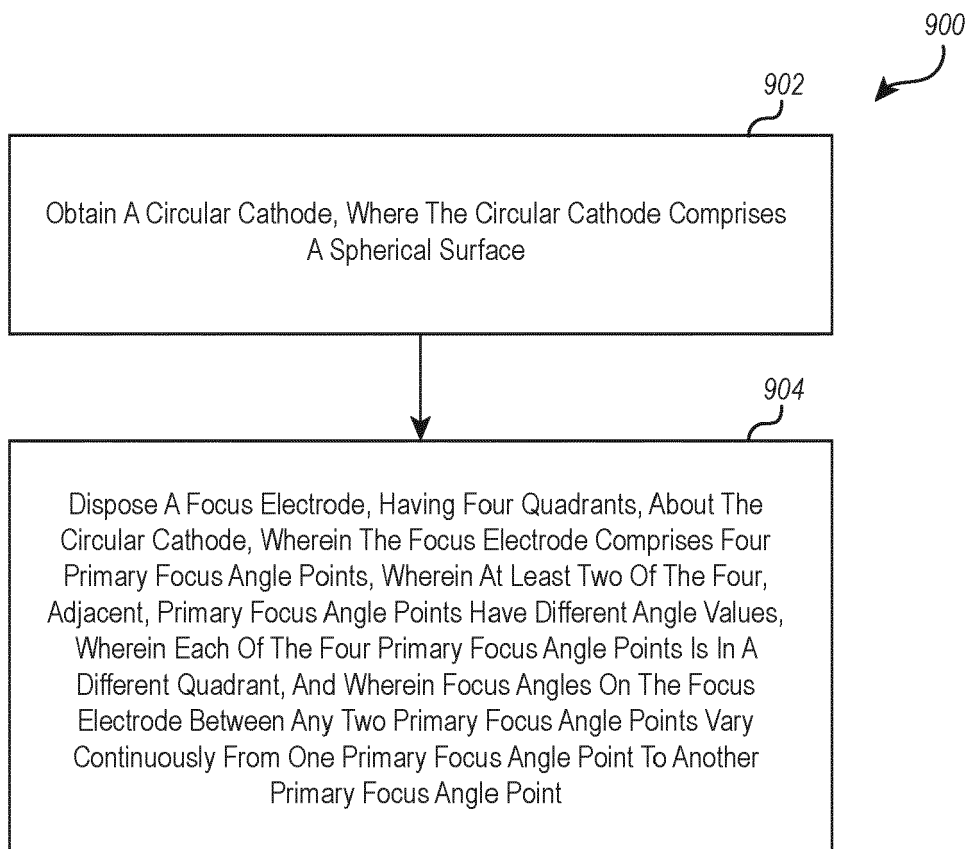 900
902
Obtain A Circular Cathode, Where The Circular Cathode Comprises
A Spherical Surface
904
Dispose A Focus Electrode, Having Four Quadrants, About The
Circular Cathode, Wherein The Focus Electrode Comprises Four
Primary Focus Angle Points, Wherein At Least Two Of The Four,
Adjacent, Primary Focus Angle Points Have Different Angle Values,
Wherein Each Of The Four Primary Focus Angle Points Is In A
Different Quadrant, And Wherein Focus Angles On The Focus
Electrode Between Any Two Primary Focus Angle Points Vary
Continuously From One Primary Focus Angle Point To Another
Primary Focus Angle Point